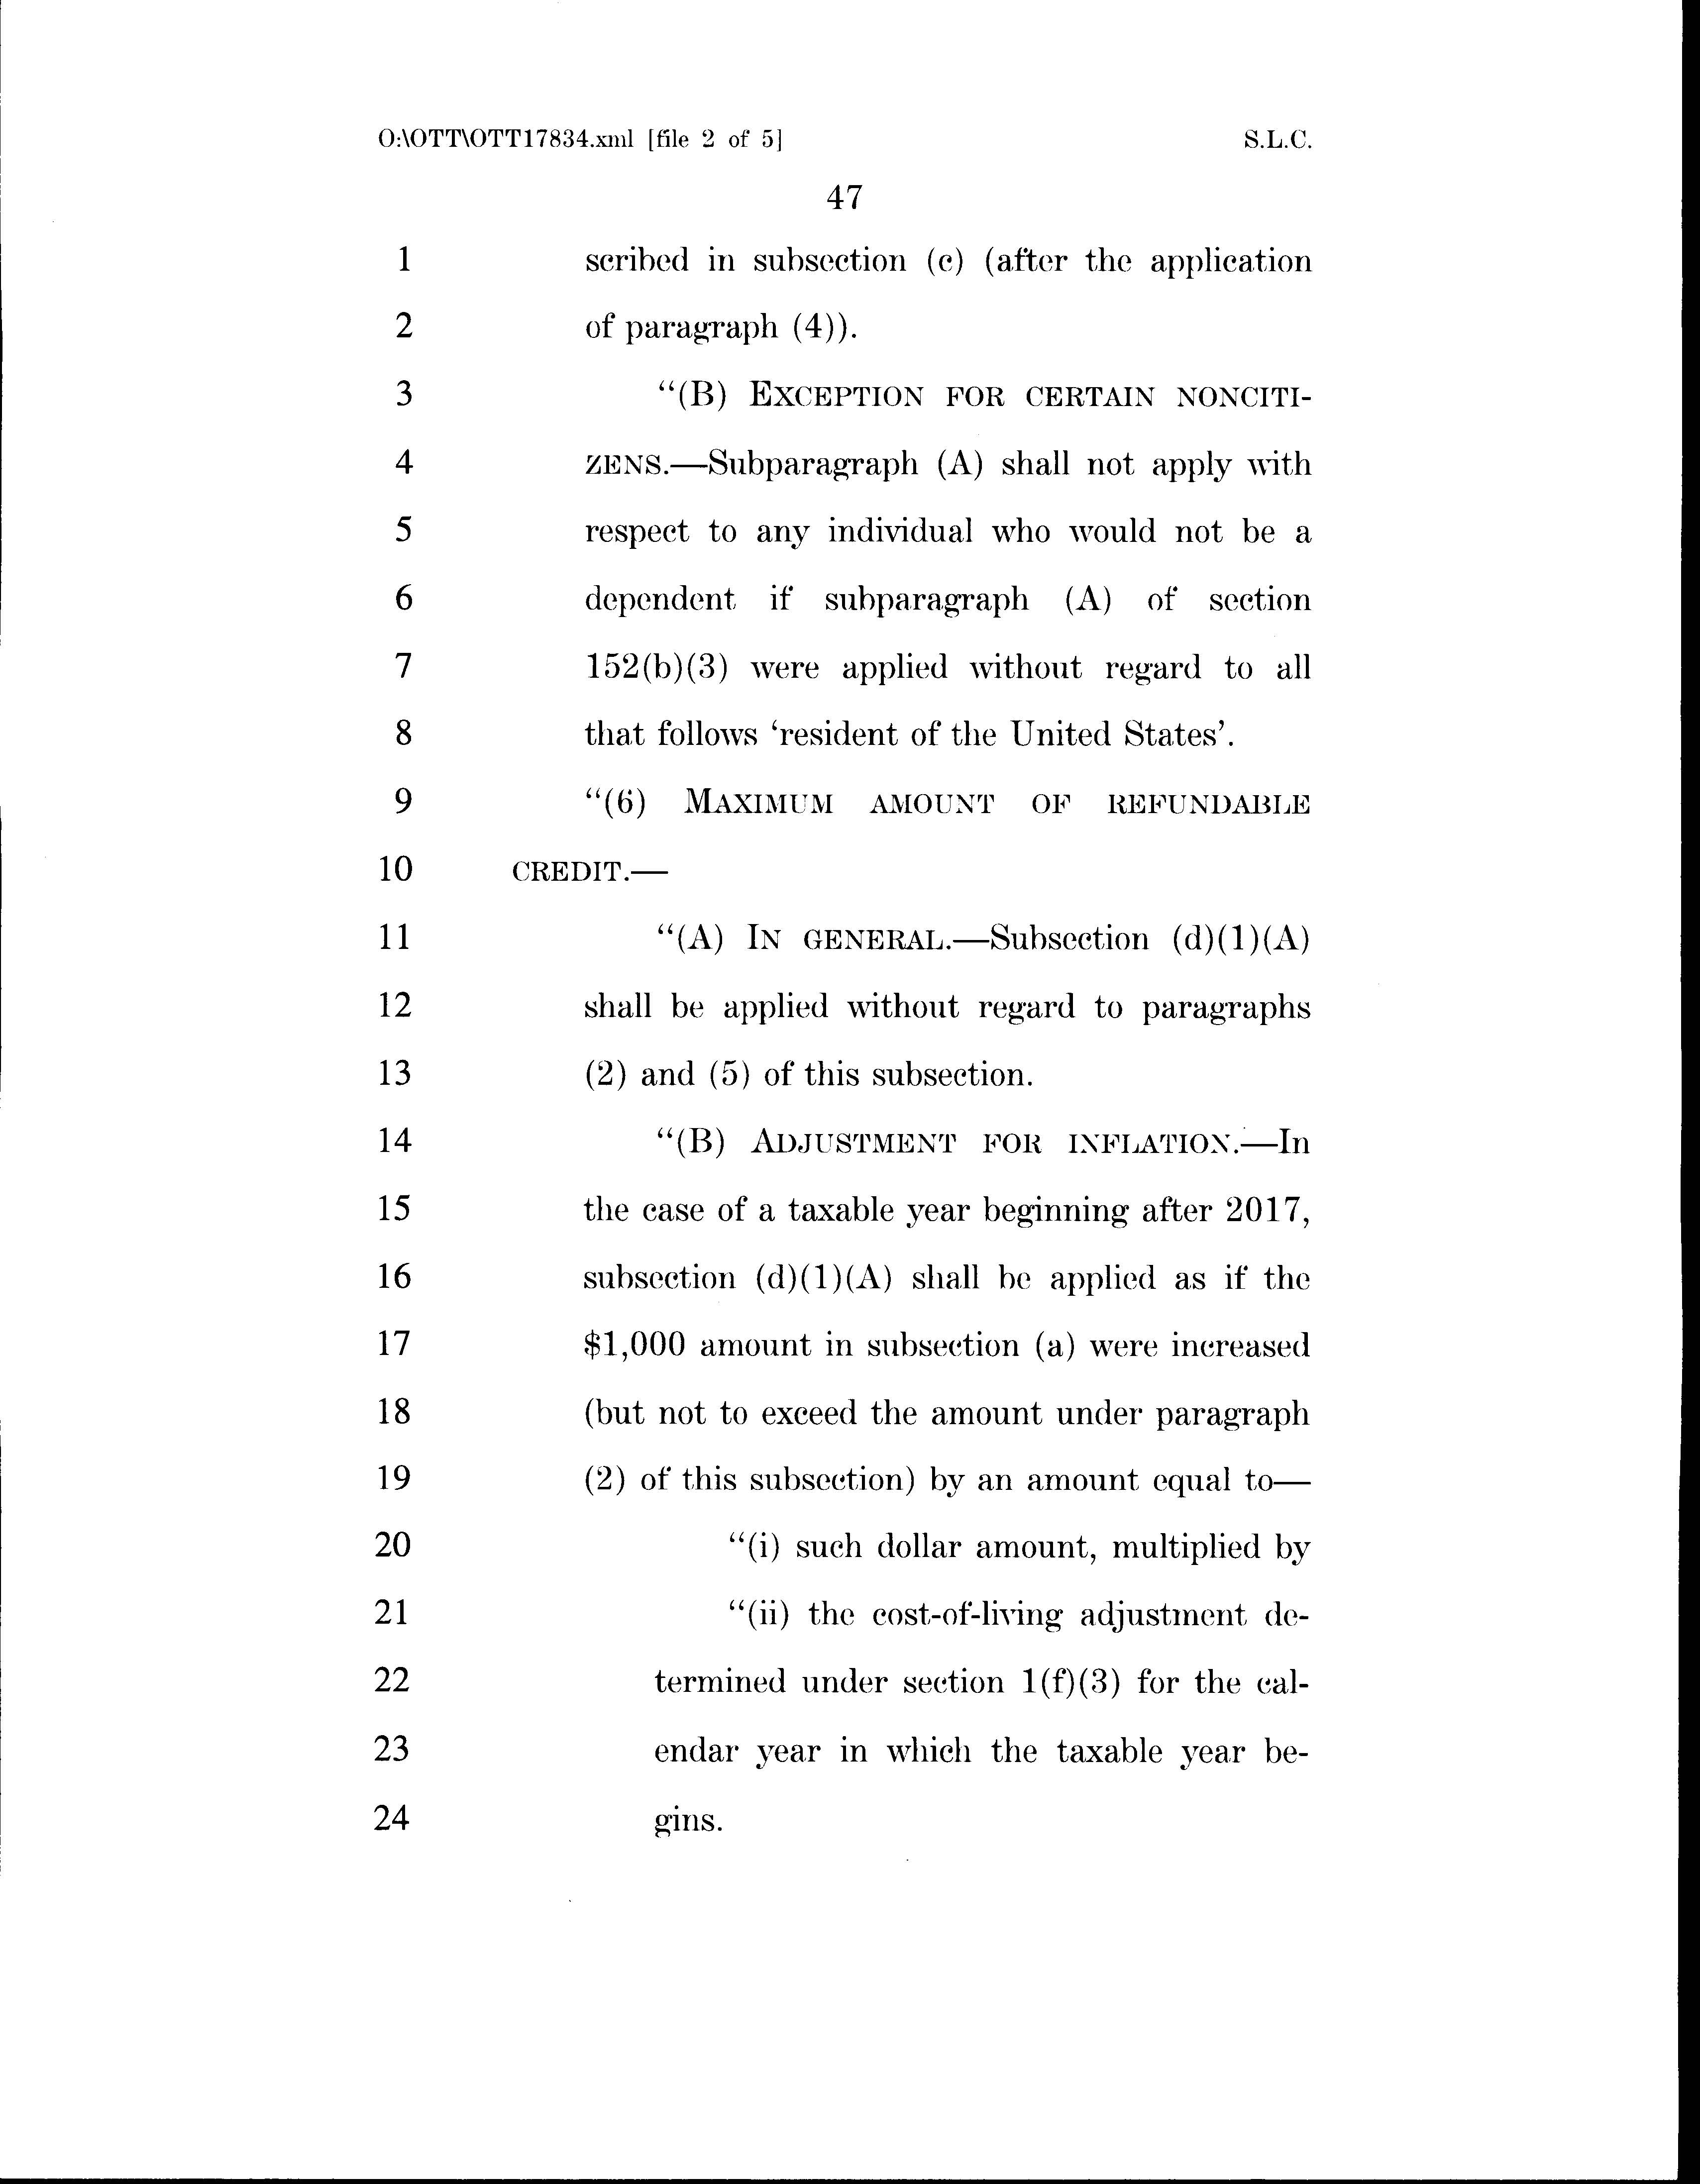 O:\OTT\OTT17834.xml [file 2 of 5] S.L.C.
47
1 scribed in subsection (c) (after the application
2 of paragraph (4)).
3 “(B) EXCEPTION FOR CERTAIN NONCITI-
4 ZENS.—Subparagraph (A) shall not apply with
5 respect to any individual who would not be a
6 dependent if subparagraph (A) of section
7 152(b)(3) were applied without regard to all
8 that follows ‘resident of the United States’.
9 “(6) MAXIMUM AMOUNT OF REFUNDABLE
10 CREDIT.—
11 “(A) IN GENERAL.—Subsection (d)(1)(A)
12 shall be applied without regard to paragraphs
13 (2) and (5) of this subsection.
14 “(B) ADJUSTMENT FOR INFLATION.—In
15 the case of a taxable year beginning after 2017,
16 subsection (d)(1)(A) shall be applied as if the
17 $1,000 amount in subsection (a) were increased
18 (but not to exceed the amount under paragraph
19 (2) of this subsection) by an amount equal to—
20 “(i) such dollar amount, multiplied by
21 “(ii) the cost-of-living adjustment de-
22 termined under section 1(f)(3) for the cal-
23 endar year in which the taxable year be-
24 gins.